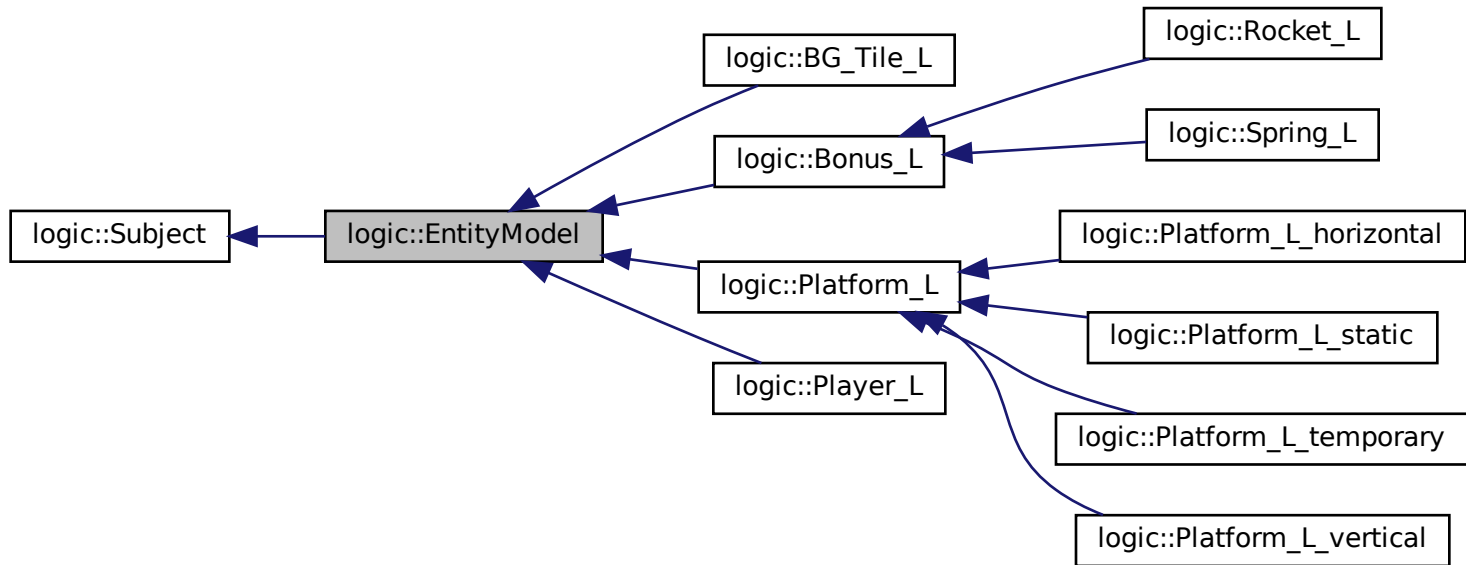 logic::Rocket_L
logic::BG_Tile_L
logic::Spring_L
logic::Bonus_L
logic::Subject
logic::EntityModel
logic::Platform_L_horizontal
logic::Platform_L
logic::Platform_L_static
logic::Player_L
logic::Platform_L_temporary
logic::Platform_L_vertical